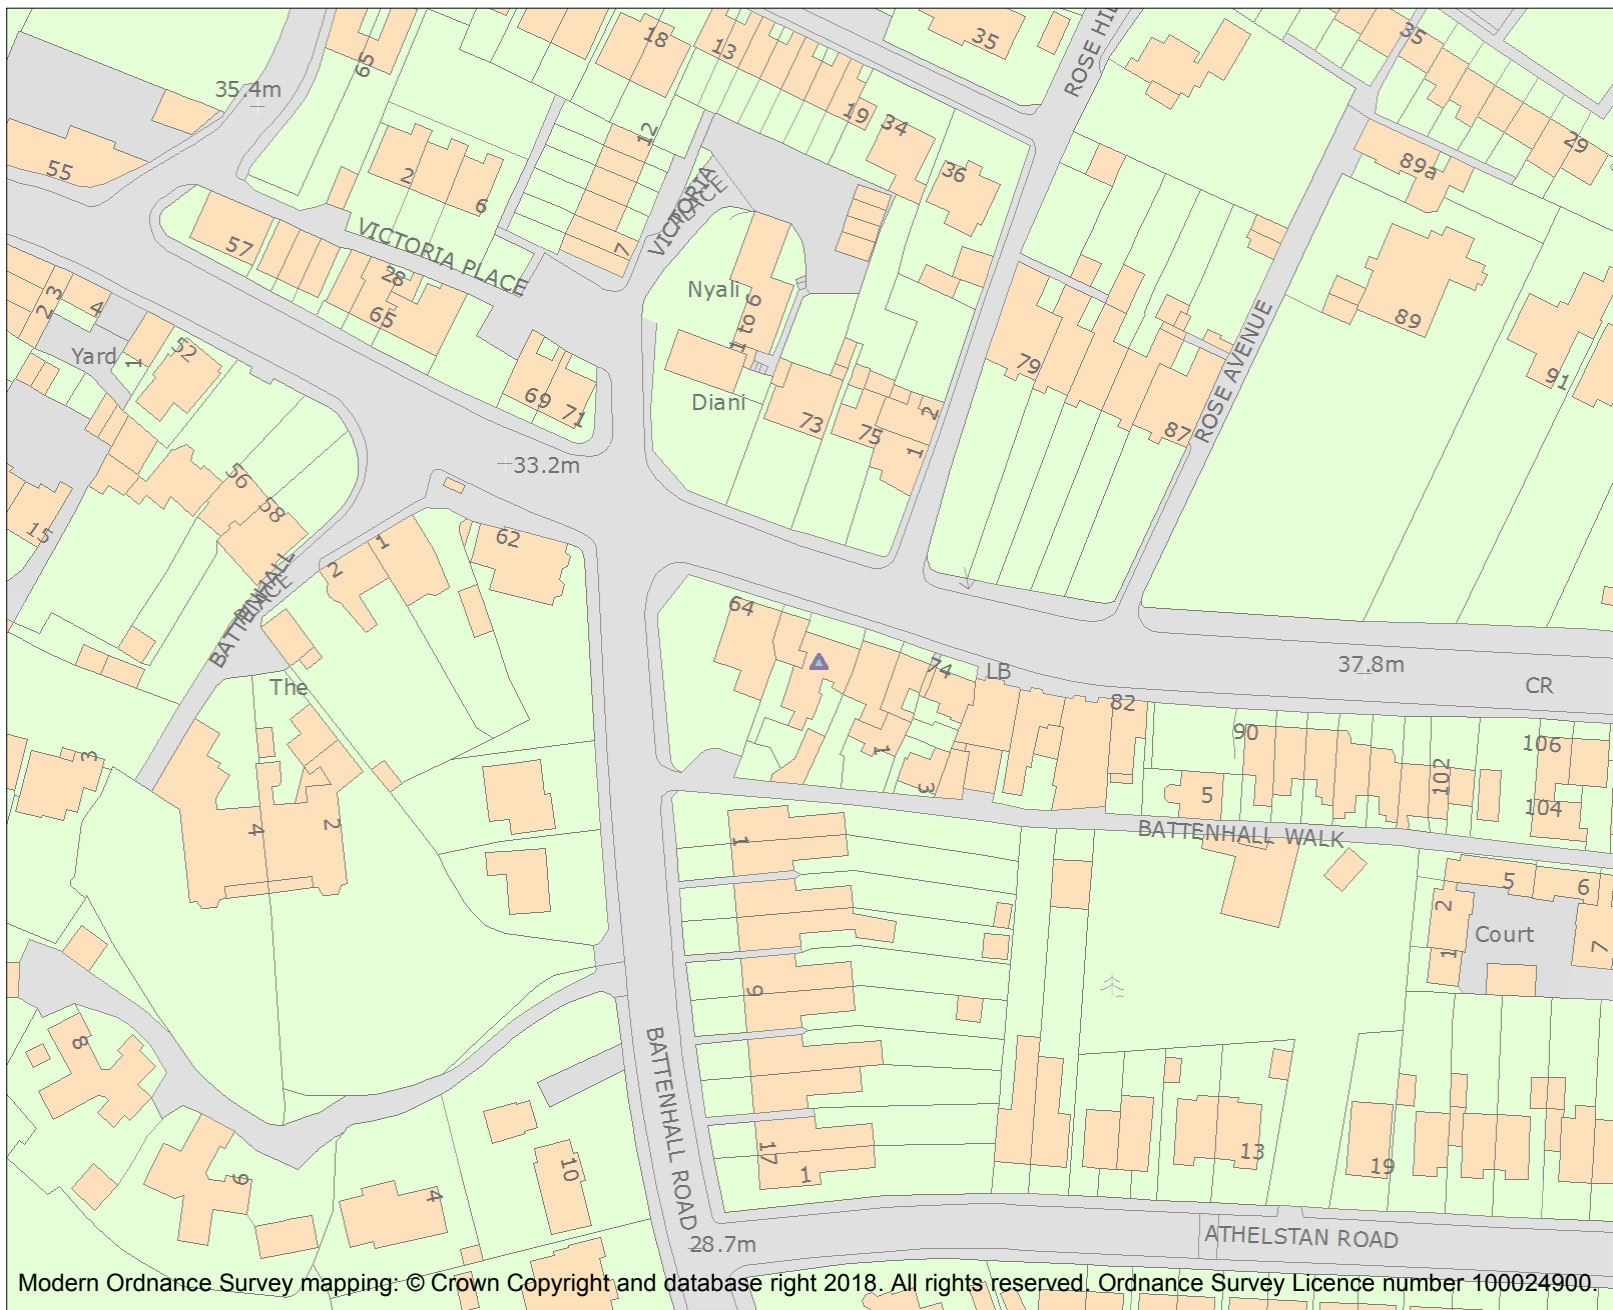 ROSE HIL
35
18
13
35
65
35.4m
19
34
12
29
55
2
36
89a
6
VICTORIA PLACE
VICTORIA
PLACE
57
7
28
Nyali
2
3
4
65
1 to 6
89
ROSE AVENUE
Yard
1
52
79
91
69
71
Diani
73
75
2
1
87
33.2m
56
58
15
62
1
2
BATTENHALL
PLACE
64
74
LB
37.8m
CR
The
82
3
1
90
106
3
5
102
104
4
2
1
BATTENHALL WALK
5
6
2
Court
1
7
9
8
BATTENHALL ROAD
17
1
13
19
9
4
10
28.7m
ATHELSTAN ROAD
Modern Ordnance Survey mapping: © Crown Copyright and database right 2018. All rights reserved. Ordnance Survey Licence number 100024900.